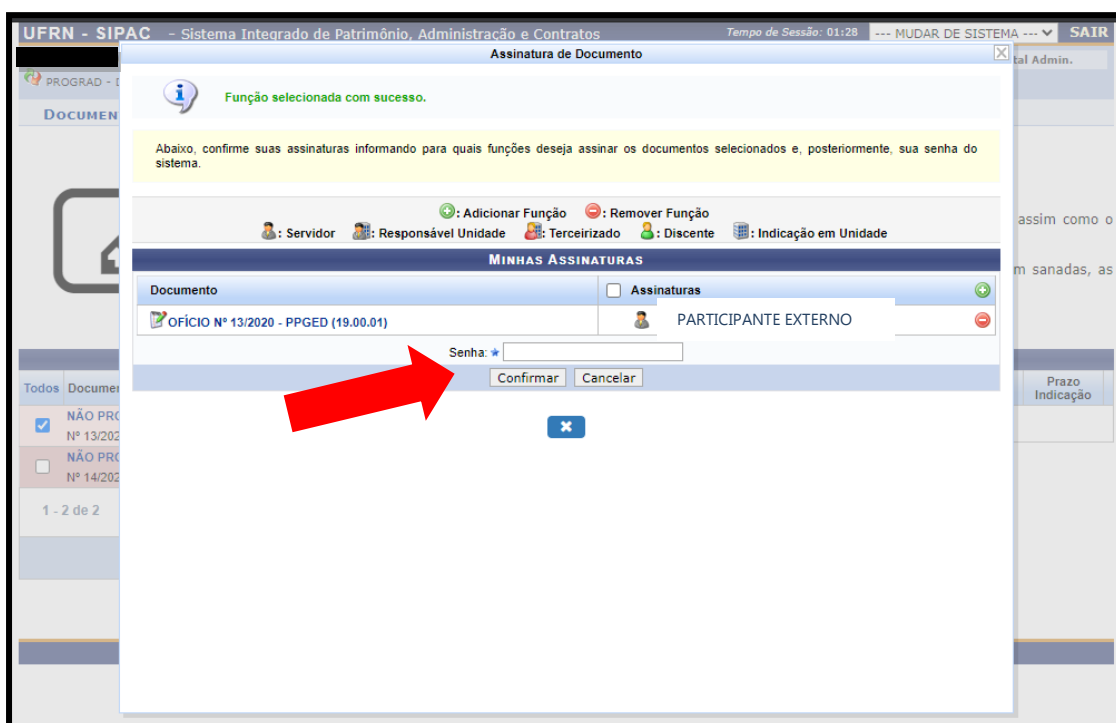 UFRN - SIPAC - Sistema Integrado de Patrimônio, Administração e Contratos Tempo de Sessão: 01:28 --- MUDAR DE SISTEMA --- SAIR
Assinatura de Documento
tal Admin.
PROGRAD - D
DOCUMEN
Função selecionada com sucesso.
Abaixo, confirme suas assinaturas informando para quais funções deseja assinar os documentos selecionados e, posteriormente, sua senha do
sistema.
: Adicionar Função : Remover Função
: Servidor : Responsável Unidade : Terceirizado : Discente : Indicação em Unidade
assim como o
MINHAS ASSINATURAS
m sanadas, as
Documento Assinaturas
OFÍCIO Nº 13/2020 - PPGED (19.00.01) PARTICIPANTE EXTERNO
Senha:
Confirmar Cancelar
Todos Documen Prazo
Indicação
NÃO PRO
Nº 13/202
NÃO PRO
Nº 14/202
1 - 2 de 2